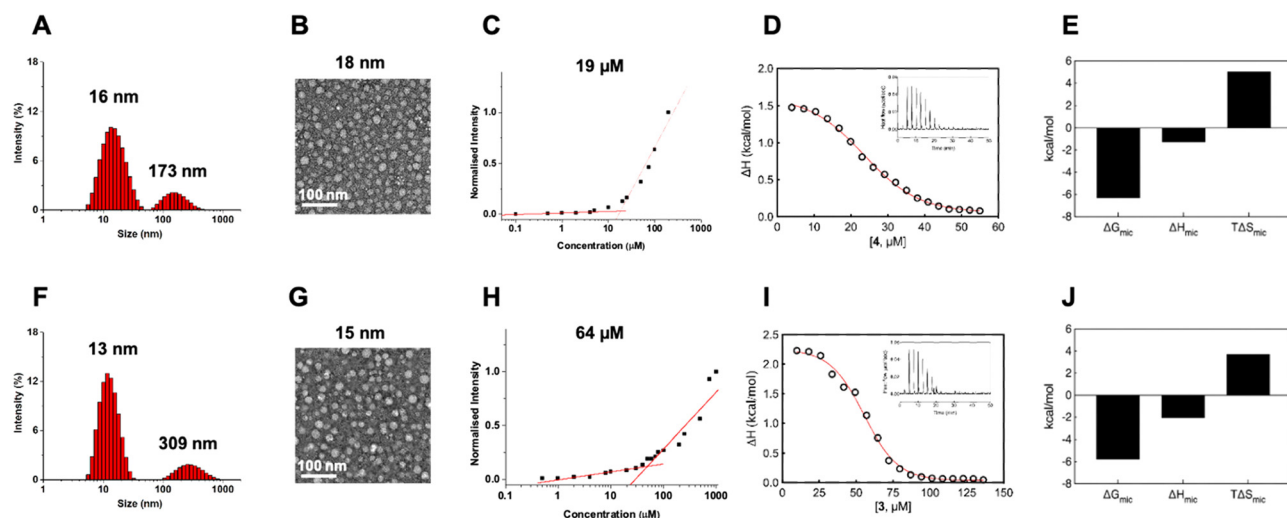 A
B
C
D
E
18
12
6
0
Intensity (%)
16 nm
173 nm
1
10
100
1000
Size (nm)
18 nm
100 nm
19 µM
1.0
0.5
0.0
Normalised Intensity
0.1
1
10
100
1000
Concentration (µM)
2.0
1.5
1.0
0.5
0.0
ΔH (kcal/mol)
0
10
20
30
40
50
60
[4, µM]
Time (min)
6
4
2
0
-2
-4
-6
-8
kcal/mol
ΔGmic
ΔHmic
TΔSmic
F
G
H
I
J
18
12
6
0
Intensity (%)
13 nm
309 nm
1
10
100
1000
Size (nm)
15 nm
100 nm
64 µM
1.0
0.5
0.0
Normalised Intensity
0.1
1
10
100
1000
Concentration (µM)
2.5
2.0
1.5
1.0
0.5
0.0
ΔH (kcal/mol)
0
25
50
75
100
125
150
[3, µM]
Time (min)
6
4
2
0
-2
-4
-6
-8
kcal/mol
ΔGmic
ΔHmic
TΔSmic